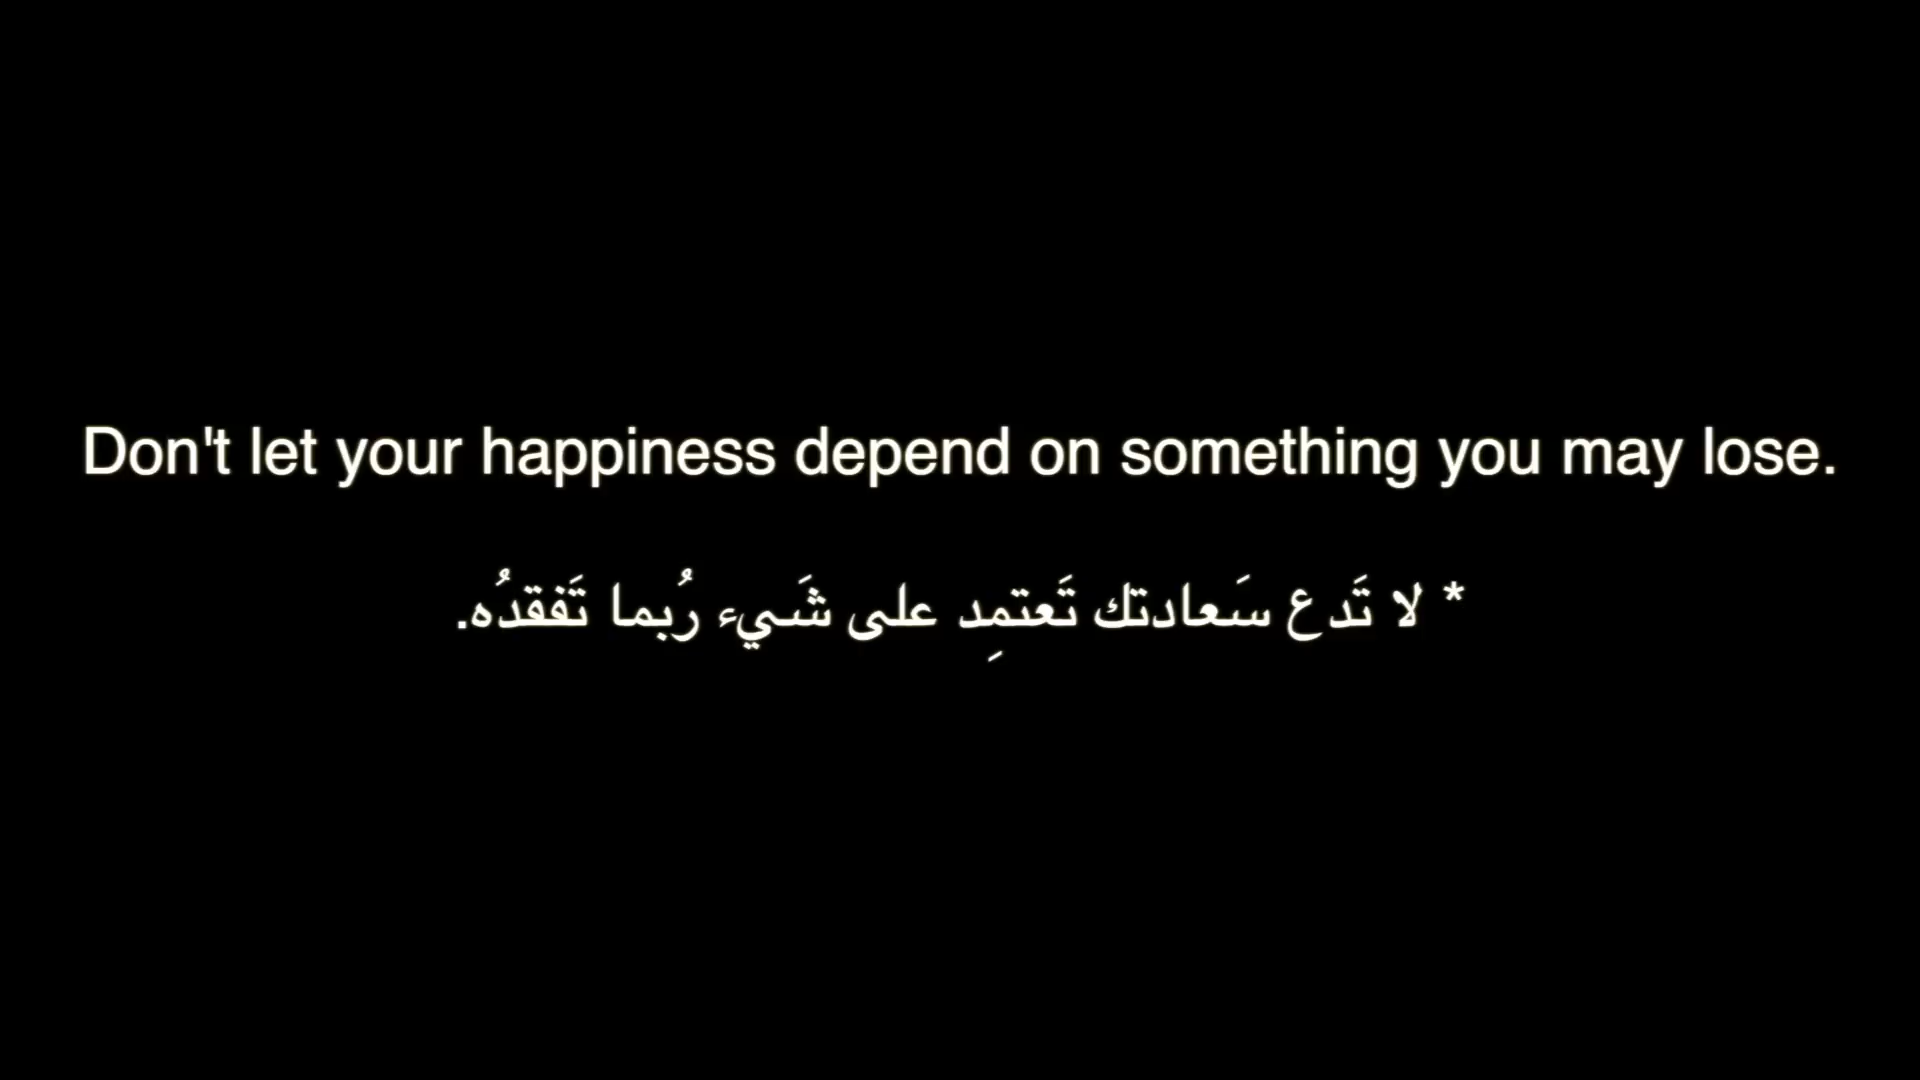 Don't let your happiness depend on something you may lose.
* لا تَدع سَعادتك تَعتمِد على شَيء رُبما تَفقدُه.